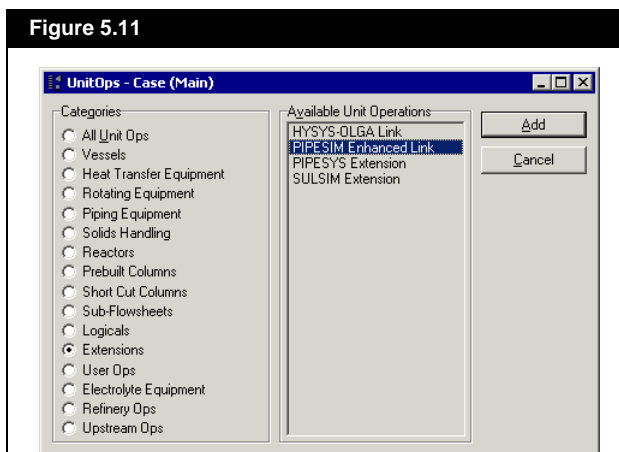 Figure 5.11
UnitOps - Case (Main)
Categories
All Unit Ops
Vessels
Heat Transfer Equipment
Rotating Equipment
Piping Equipment
Solids Handling
Reactors
Prebuilt Columns
Short Cut Columns
Sub-Flowsheets
Logicals
Extensions
User Ops
Electrolyte Equipment
Refinery Ops
Upstream Ops
Available Unit Operations
HYSYS-OLGA Link
PIPESIM Enhanced Link
PIPESYS Extension
SULSIM Extension
Add
Cancel